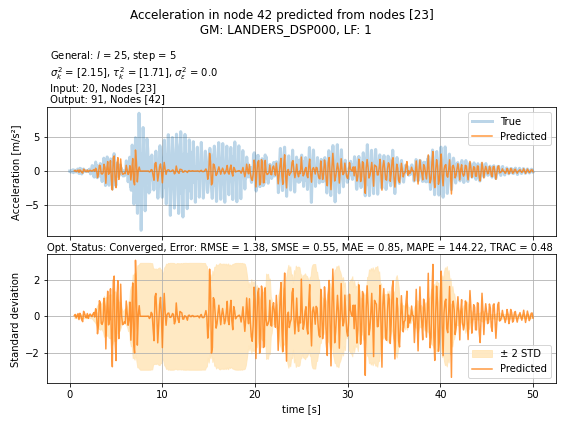 Acceleration in node 42 predicted from nodes [23]
GM: LANDERS_DSP000, LF: 1
General: l = 25, step = 5
σ²ₖ = [2.15], τ²ₖ = [1.71], σ²ε = 0.0
Input: 20, Nodes [23]
Output: 91, Nodes [42]
True
Predicted
Acceleration [m/s²]
5
0
−5
Opt. Status: Converged, Error: RMSE = 1.38, SMSE = 0.55, MAE = 0.85, MAPE = 144.22, TRAC = 0.48
Standard deviation
2
0
−2
± 2 STD
Predicted
0 10 20 30 40 50
time [s]